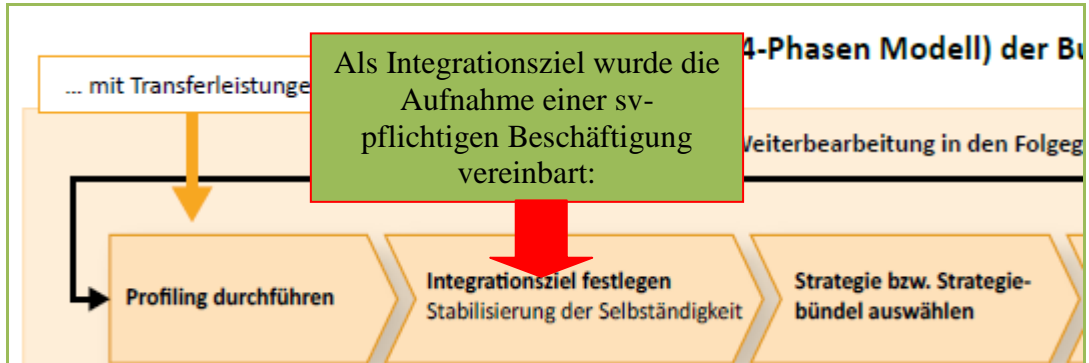 4-Phasen Modell) der Bu
... mit Transferleistunge
Als Integrationsziel wurde die
Aufnahme einer sv-
pflichtigen Beschäftigung
vereinbart:
Weiterbearbeitung in den Folgeg
Profiling durchführen
Integrationsziel festlegen
Stabilisierung der Selbständigkeit
Strategie bzw. Strategie-
bündel auswählen